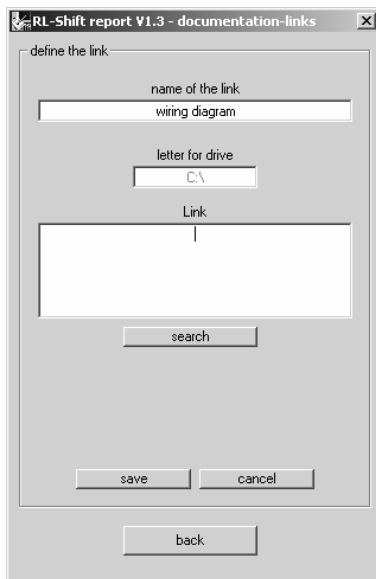 RL-Shift report V1.3 - documentation-links
define the link
name of the link
wiring diagram
letter for drive
C:\
Link
search
save cancel
back